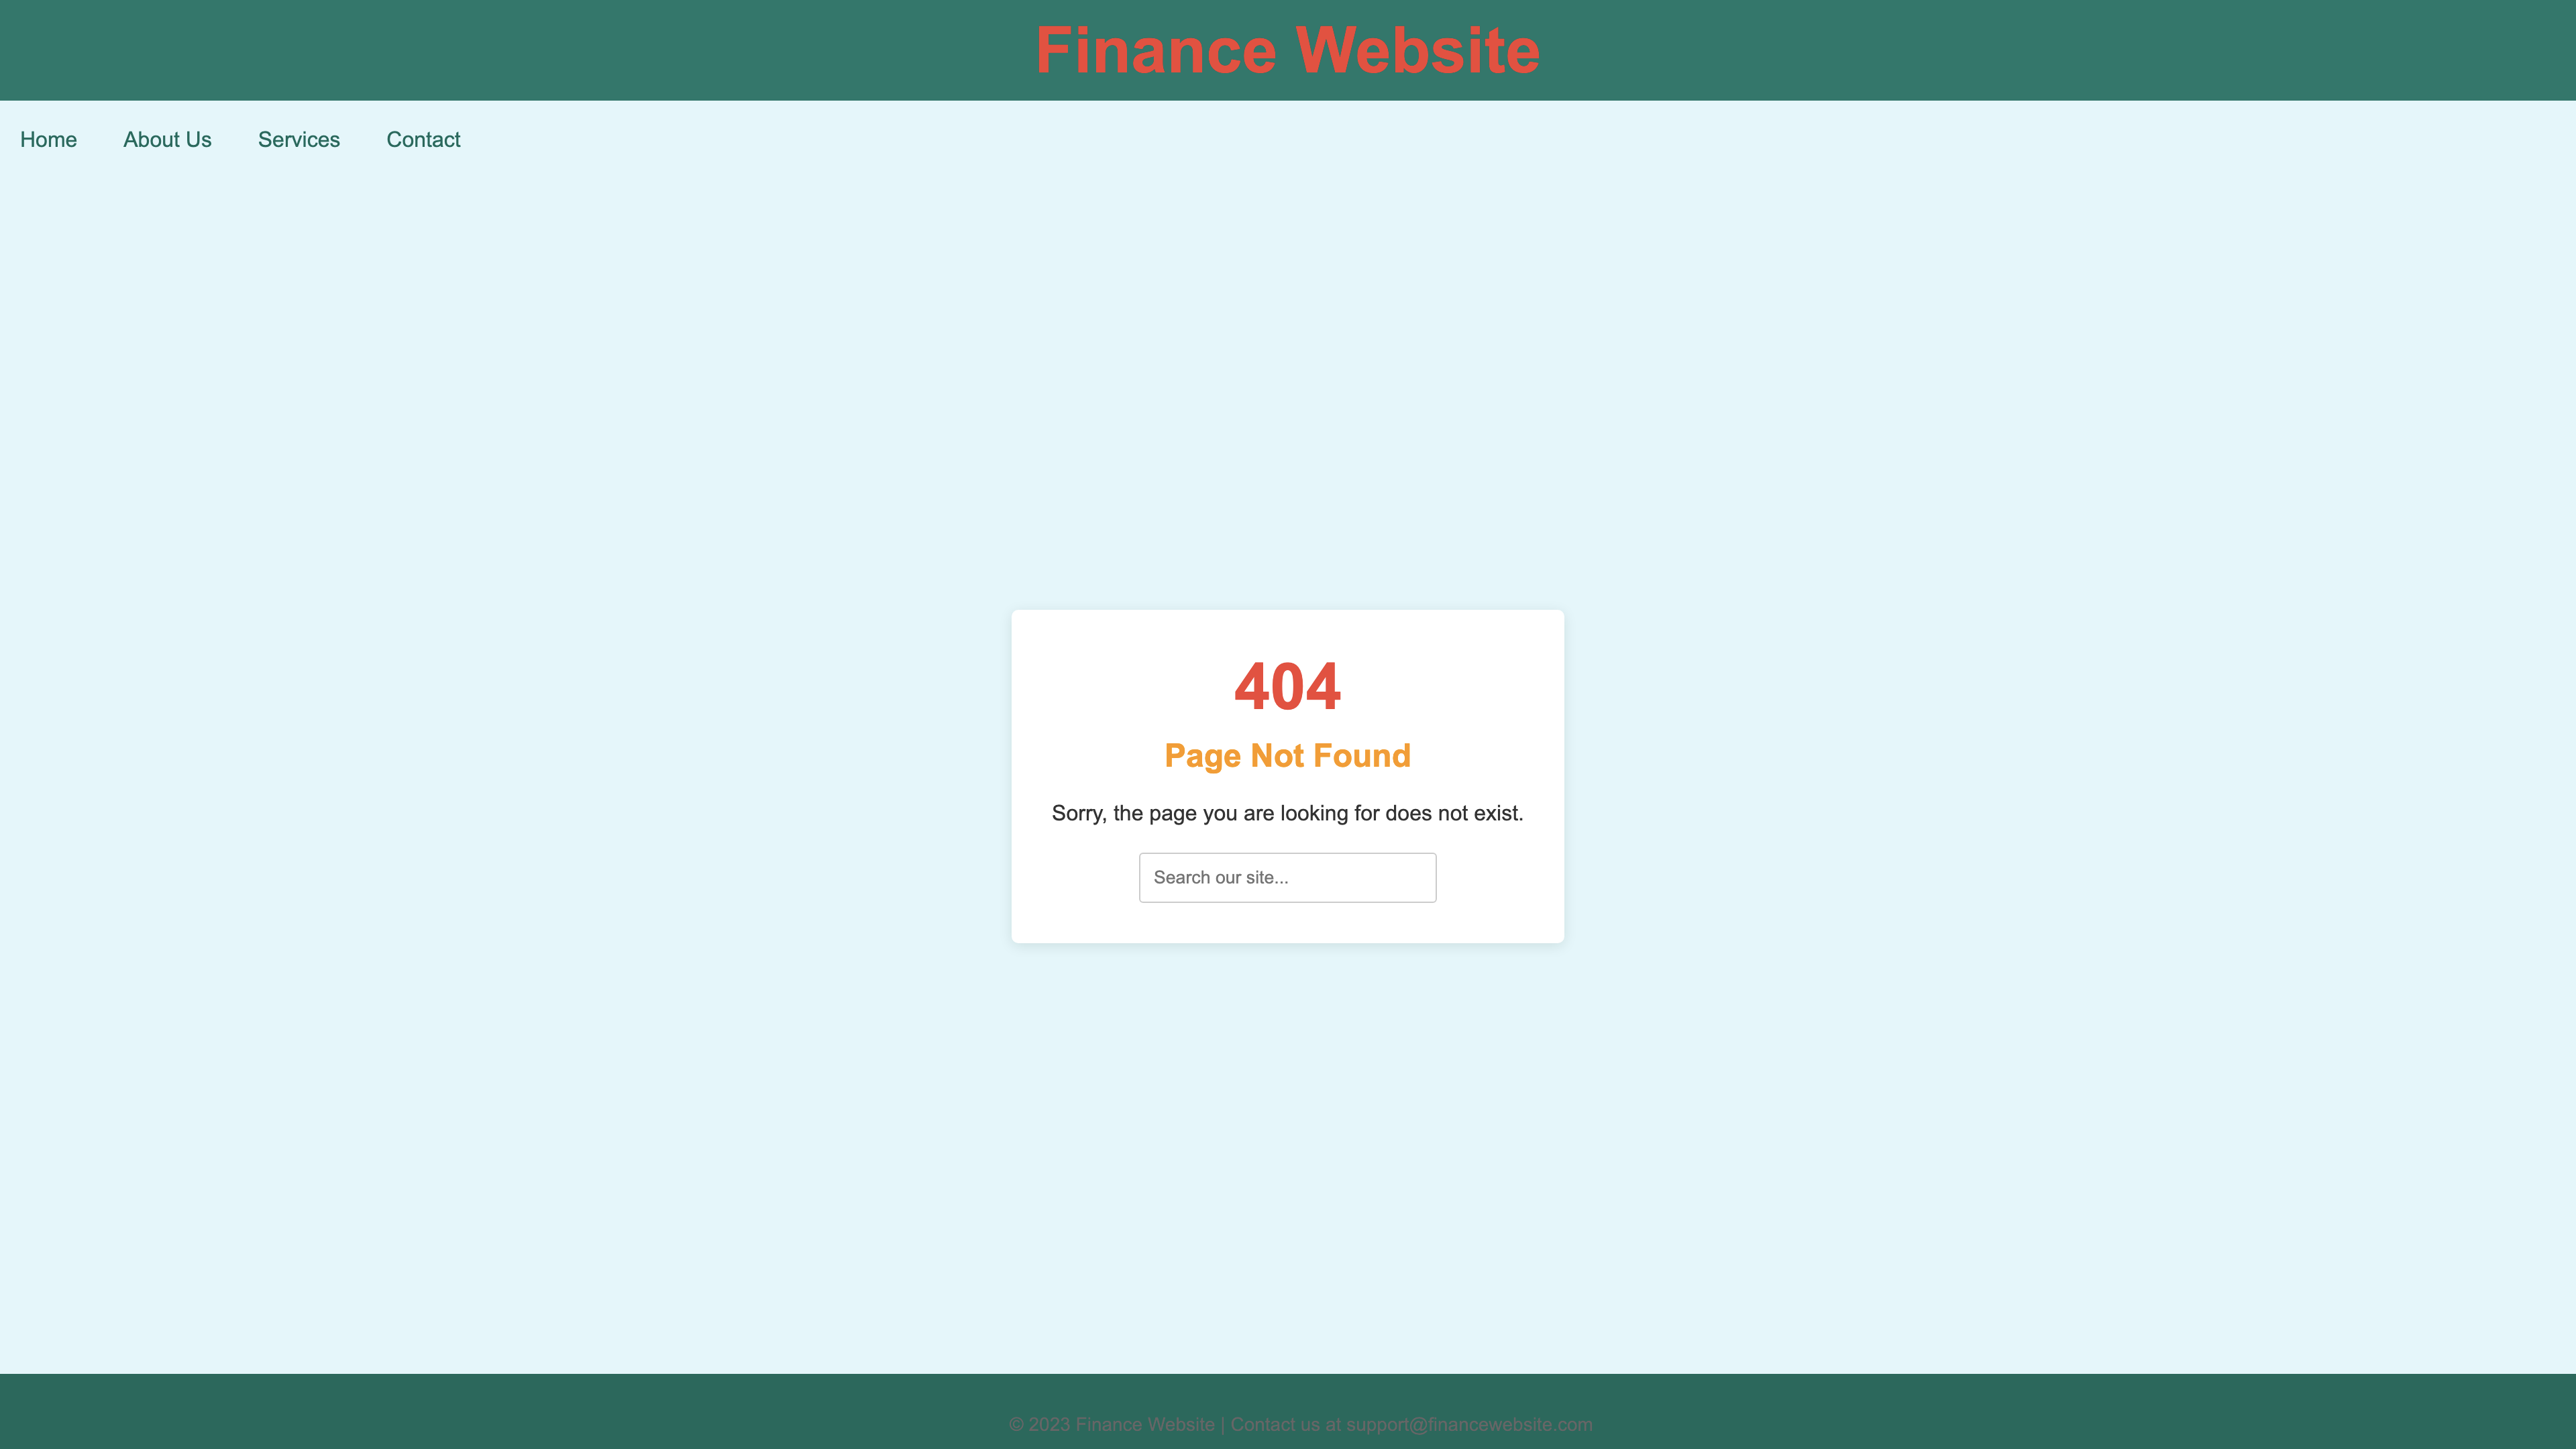 Finance Website
Home About Us Services Contact
404
Page Not Found
Sorry, the page you are looking for does not exist.
Search our site...
© 2023 Finance Website | Contact us at support@financewebsite.com